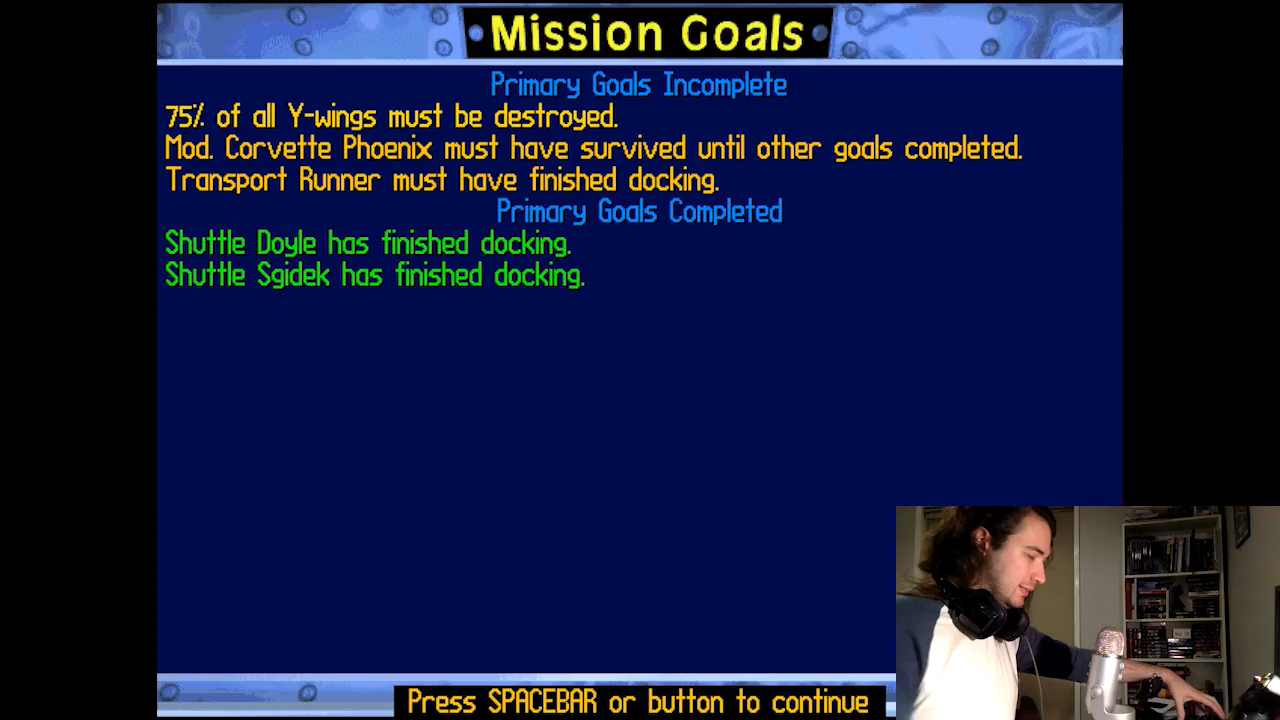 Mission Goals
Primary Goals Incomplete
75% of all Y-wings must be destroyed.
Mod. Corvette Phoenix must have survived until other goals completed.
Transport Runner must have finished docking.
Primary Goals Completed
Shuttle Doyle has finished docking.
Shuttle Sgidek has finished docking.
Press SPACEBAR or button to continue